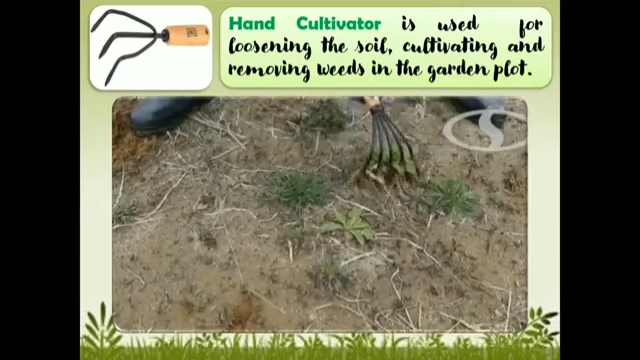 Hand Cultivator is used for
loosening the soil, cultivating and
removing weeds in the garden plot.